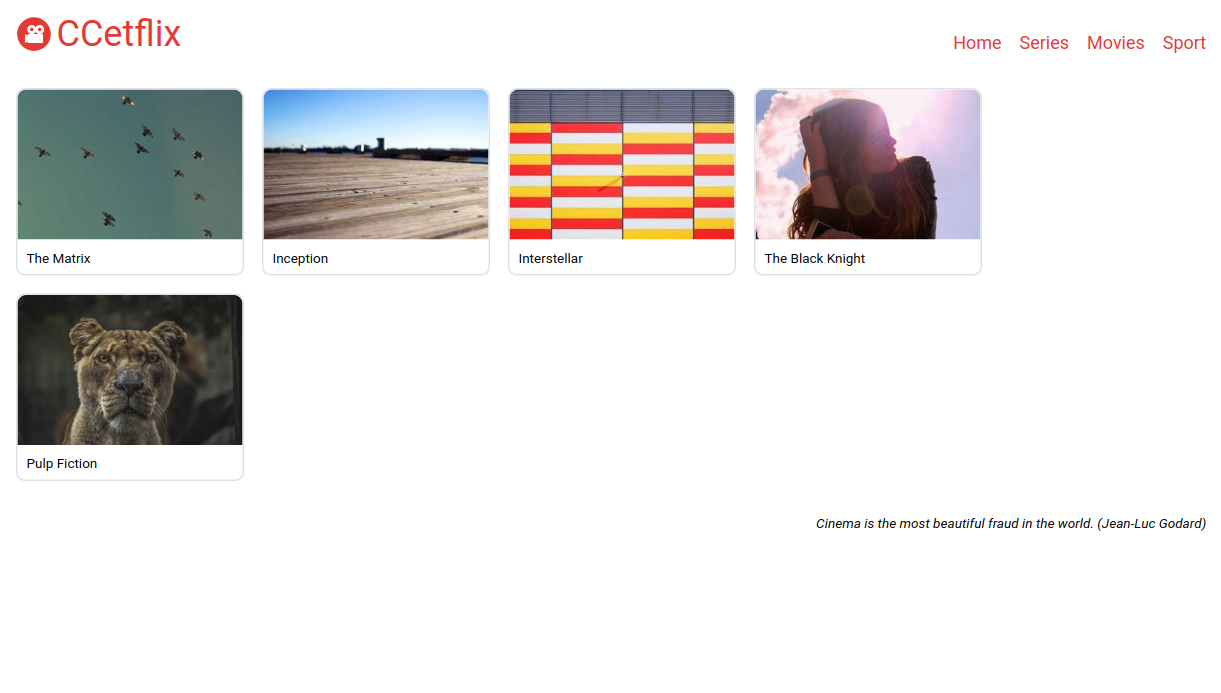 CCetflix
Home Series Movies Sport
The Matrix
Inception
Interstellar
The Black Knight
Pulp Fiction
Cinema is the most beautiful fraud in the world. (Jean-Luc Godard)